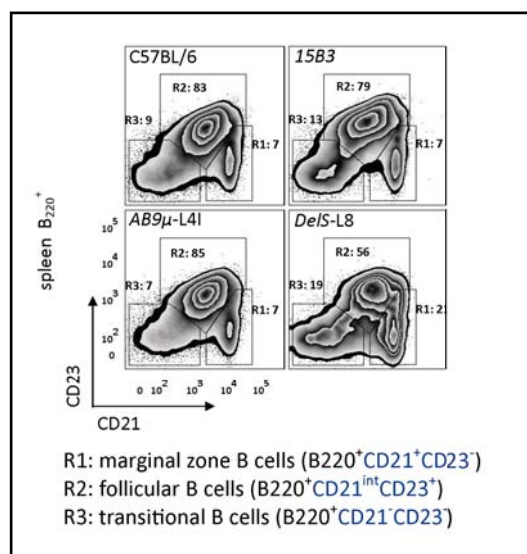 C57BL/6
15B3
R2: 83
R2: 79
R3: 9
R3: 13
R1: 7
R1: 7
AB9µ-L4I
DelS-L8
R2: 85
R2: 56
R3: 7
R3: 19
R1: 7
R1: 21
spleen B220+
10^5
10^4
10^3
10^2
0
0 10^2 10^3 10^4 10^5
CD23
CD21
R1: marginal zone B cells (B220+CD21+CD23-)
R2: follicular B cells (B220+CD21intCD23+)
R3: transitional B cells (B220+CD21-CD23-)